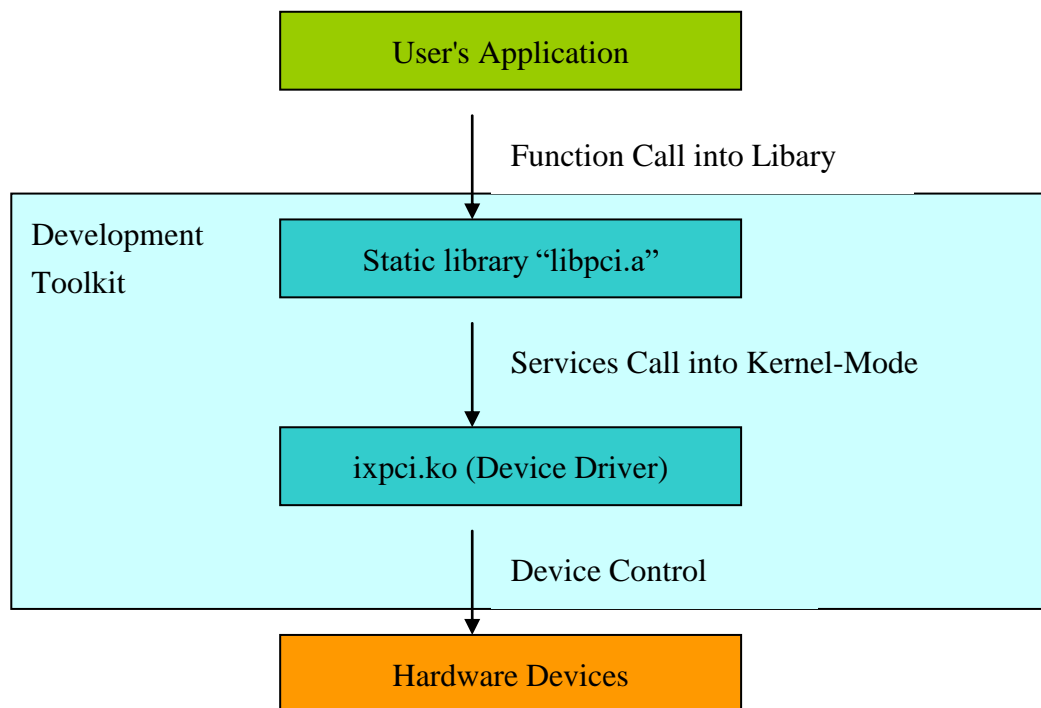 User's Application
Function Call into Libary
Development
Toolkit
Static library “libpci.a”
Services Call into Kernel-Mode
ixpci.ko (Device Driver)
Device Control
Hardware Devices